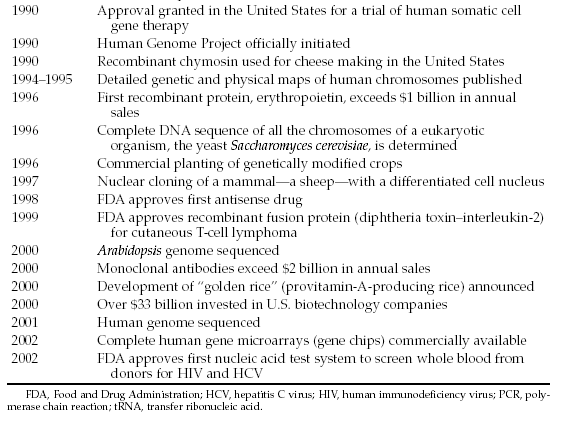 1990 Approval granted in the United States for a trial of human somatic cell
gene therapy
1990 Human Genome Project officially initiated
1990 Recombinant chymosin used for cheese making in the United States
1994–1995 Detailed genetic and physical maps of human chromosomes published
1996 First recombinant protein, erythropoietin, exceeds $1 billion in annual
sales
1996 Complete DNA sequence of all the chromosomes of a eukaryotic
organism, the yeast Saccharomyces cerevisiae, is determined
1996 Commercial planting of genetically modified crops
1997 Nuclear cloning of a mammal—a sheep—with a differentiated cell nucleus
1998 FDA approves first antisense drug
1999 FDA approves recombinant fusion protein (diphtheria toxin–interleukin-2)
for cutaneous T-cell lymphoma
2000 Arabidopsis genome sequenced
2000 Monoclonal antibodies exceed $2 billion in annual sales
2000 Development of “golden rice” (provitamin-A-producing rice) announced
2000 Over $33 billion invested in U.S. biotechnology companies
2001 Human genome sequenced
2002 Complete human gene microarrays (gene chips) commercially available
2002 FDA approves first nucleic acid test system to screen whole blood from
donors for HIV and HCV
FDA, Food and Drug Administration; HCV, hepatitis C virus; HIV, human immunodeficiency virus; PCR, poly-
merase chain reaction; tRNA, transfer ribonucleic acid.